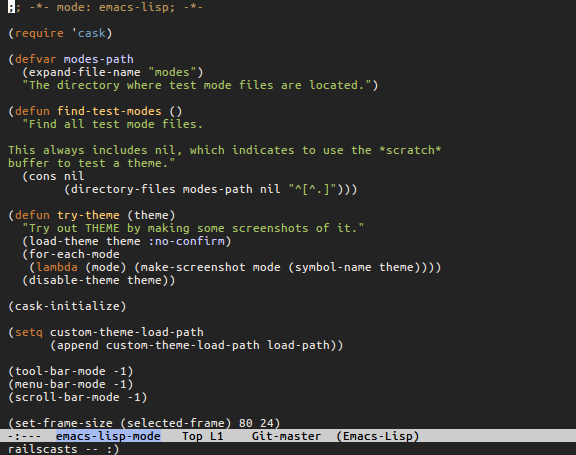 ;; -*- mode: emacs-lisp; -*-

(require 'cask)

(defvar modes-path
  (expand-file-name "modes")
  "The directory where test mode files are located.")

(defun find-test-modes ()
  "Find all test mode files.

This always includes nil, which indicates to use the *scratch*
buffer to test a theme."
  (cons nil
        (directory-files modes-path nil "^[^.]")))

(defun try-theme (theme)
  "Try out THEME by making some screenshots of it."
  (load-theme theme :no-confirm)
  (for-each-mode
   (lambda (mode) (make-screenshot mode (symbol-name theme))))
  (disable-theme theme))

(cask-initialize)

(setq custom-theme-load-path
      (append custom-theme-load-path load-path))

(tool-bar-mode -1)
(menu-bar-mode -1)
(scroll-bar-mode -1)

(set-frame-size (selected-frame) 80 24)
-:---  emacs-lisp-mode   Top L1    Git-master  (Emacs-Lisp)
railscasts -- :)